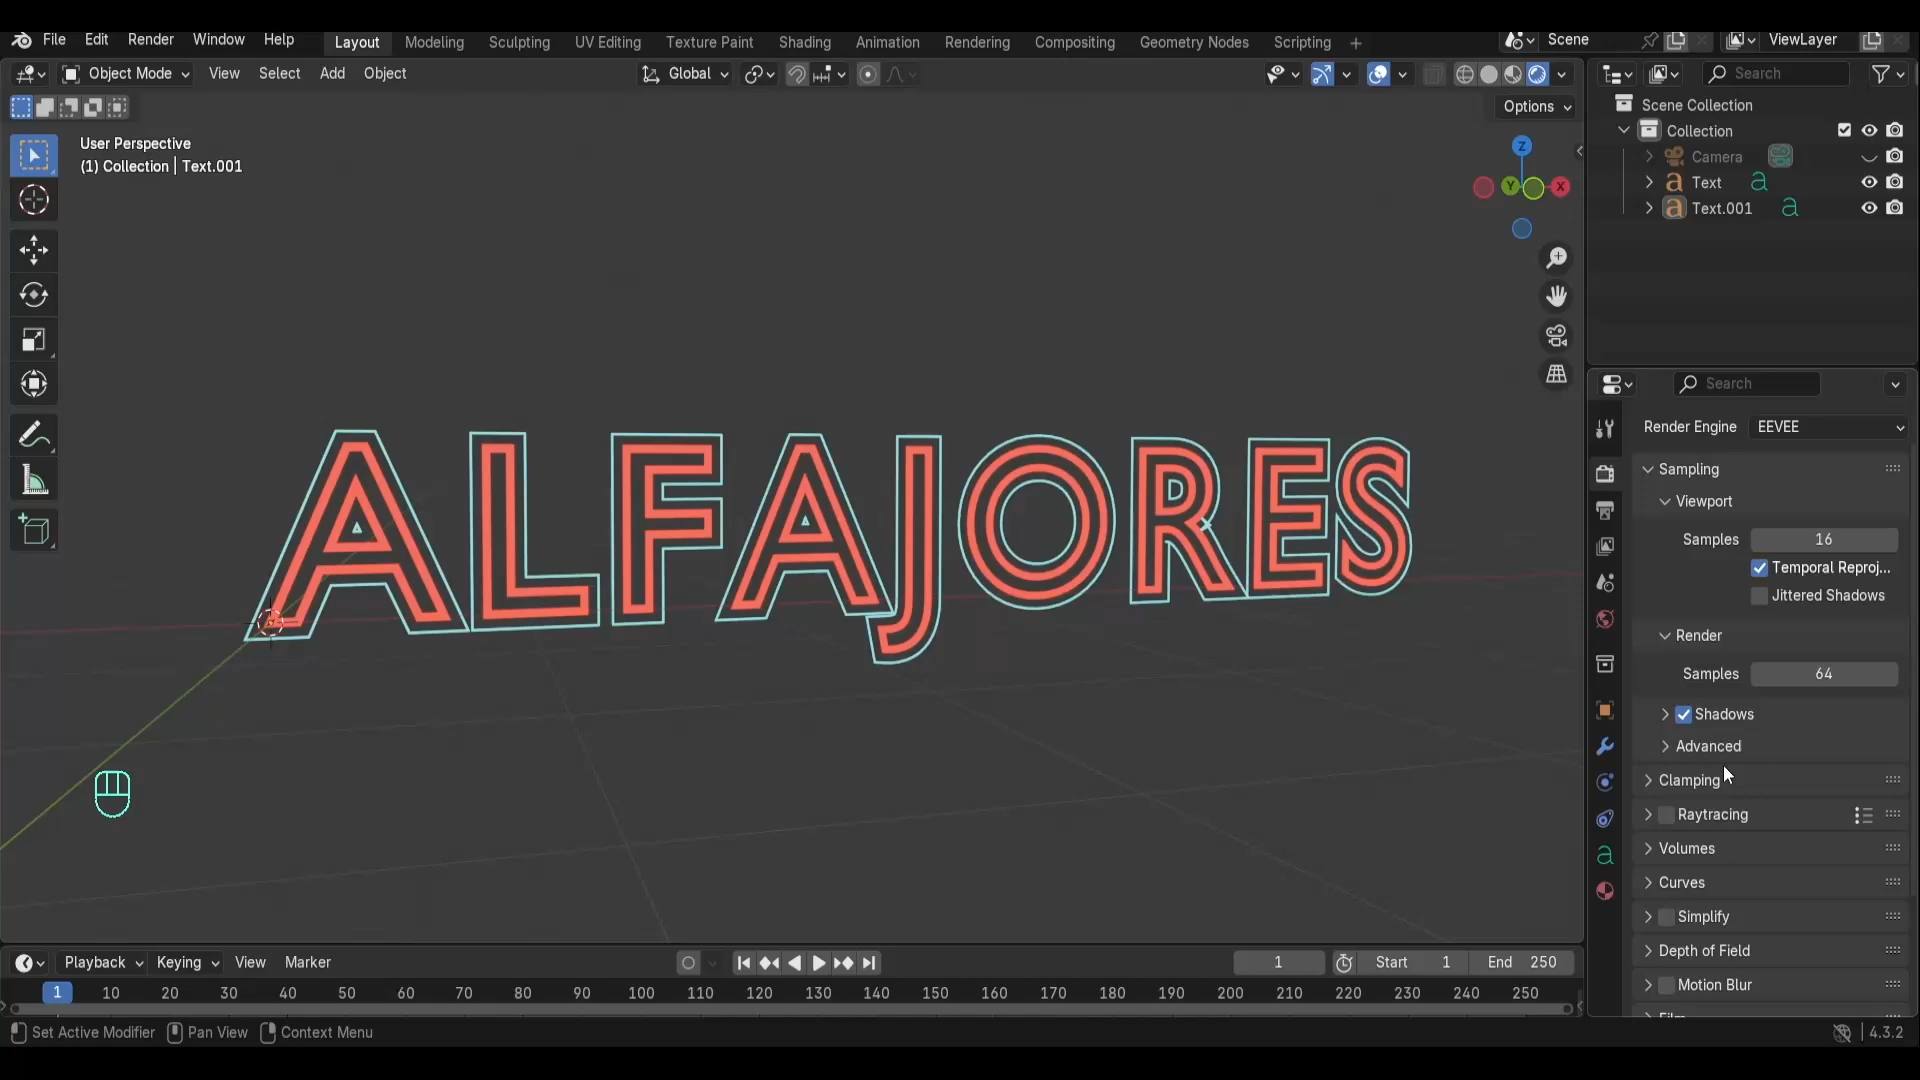 File Edit Render Window Help Layout Modeling Sculpting UV Editing Texture Paint Shading Animation Rendering Compositing Geometry Nodes Scripting + Scene ViewLayer
Object Mode View Select Add Object Global Search
Options
User Perspective
(1) Collection | Text.001
Z
Y
X
Scene Collection
Collection
Camera
Text
Text.001
ALFAJORES
Search
Render Engine EEVEE
Sampling
Viewport
Samples 16
Temporal Reproj...
Jittered Shadows
Render
Samples 64
Shadows
Advanced
Clamping
Raytracing
Volumes
Curves
Simplify
Depth of Field
Motion Blur
Playback Keying View Marker 1 Start 1 End 250
1 10 20 30 40 50 60 70 80 90 100 110 120 130 140 150 160 170 180 190 200 210 220 230 240 250
Set Active Modifier Pan View Context Menu 4.3.2